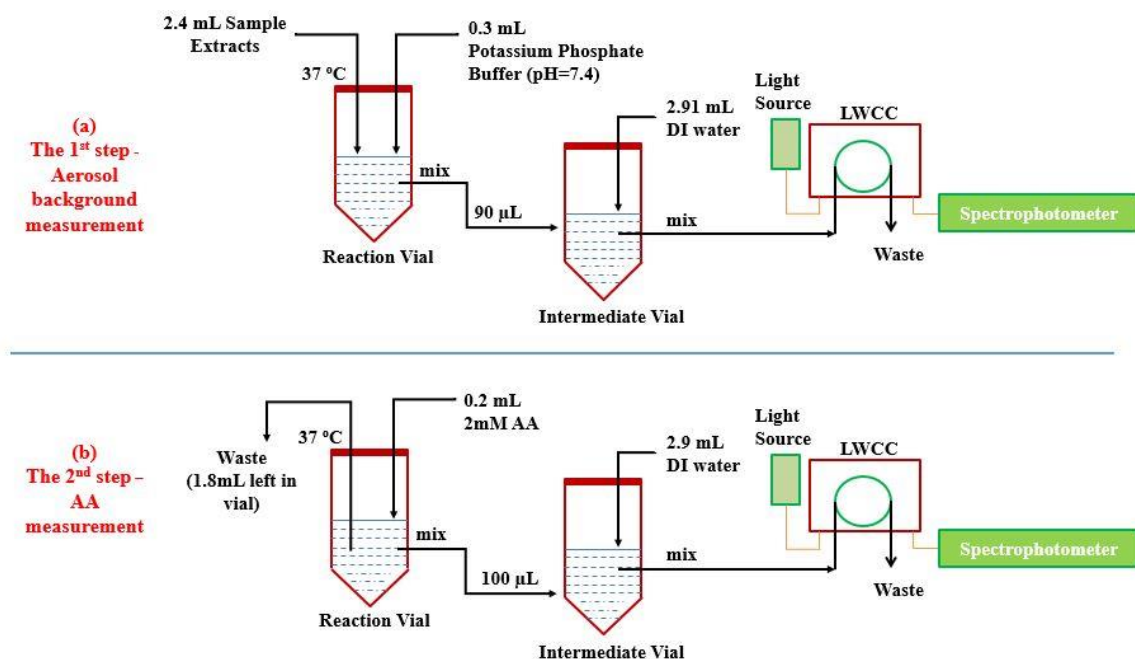 2.4 mL Sample
Extracts
0.3 mL
Potassium Phosphate
Buffer (pH=7.4)
37 °C
(a)
The 1st step -
Aerosol
background
measurement
mix
90 µL
Reaction Vial
2.91 mL
DI water
mix
Intermediate Vial
Light
Source
LWCC
Spectrophotometer
Waste
(b)
The 2nd step –
AA
measurement
Waste
(1.8mL left in
vial)
37 °C
0.2 mL
2mM AA
mix
100 µL
Reaction Vial
2.9 mL
DI water
mix
Intermediate Vial
Light
Source
LWCC
Spectrophotometer
Waste